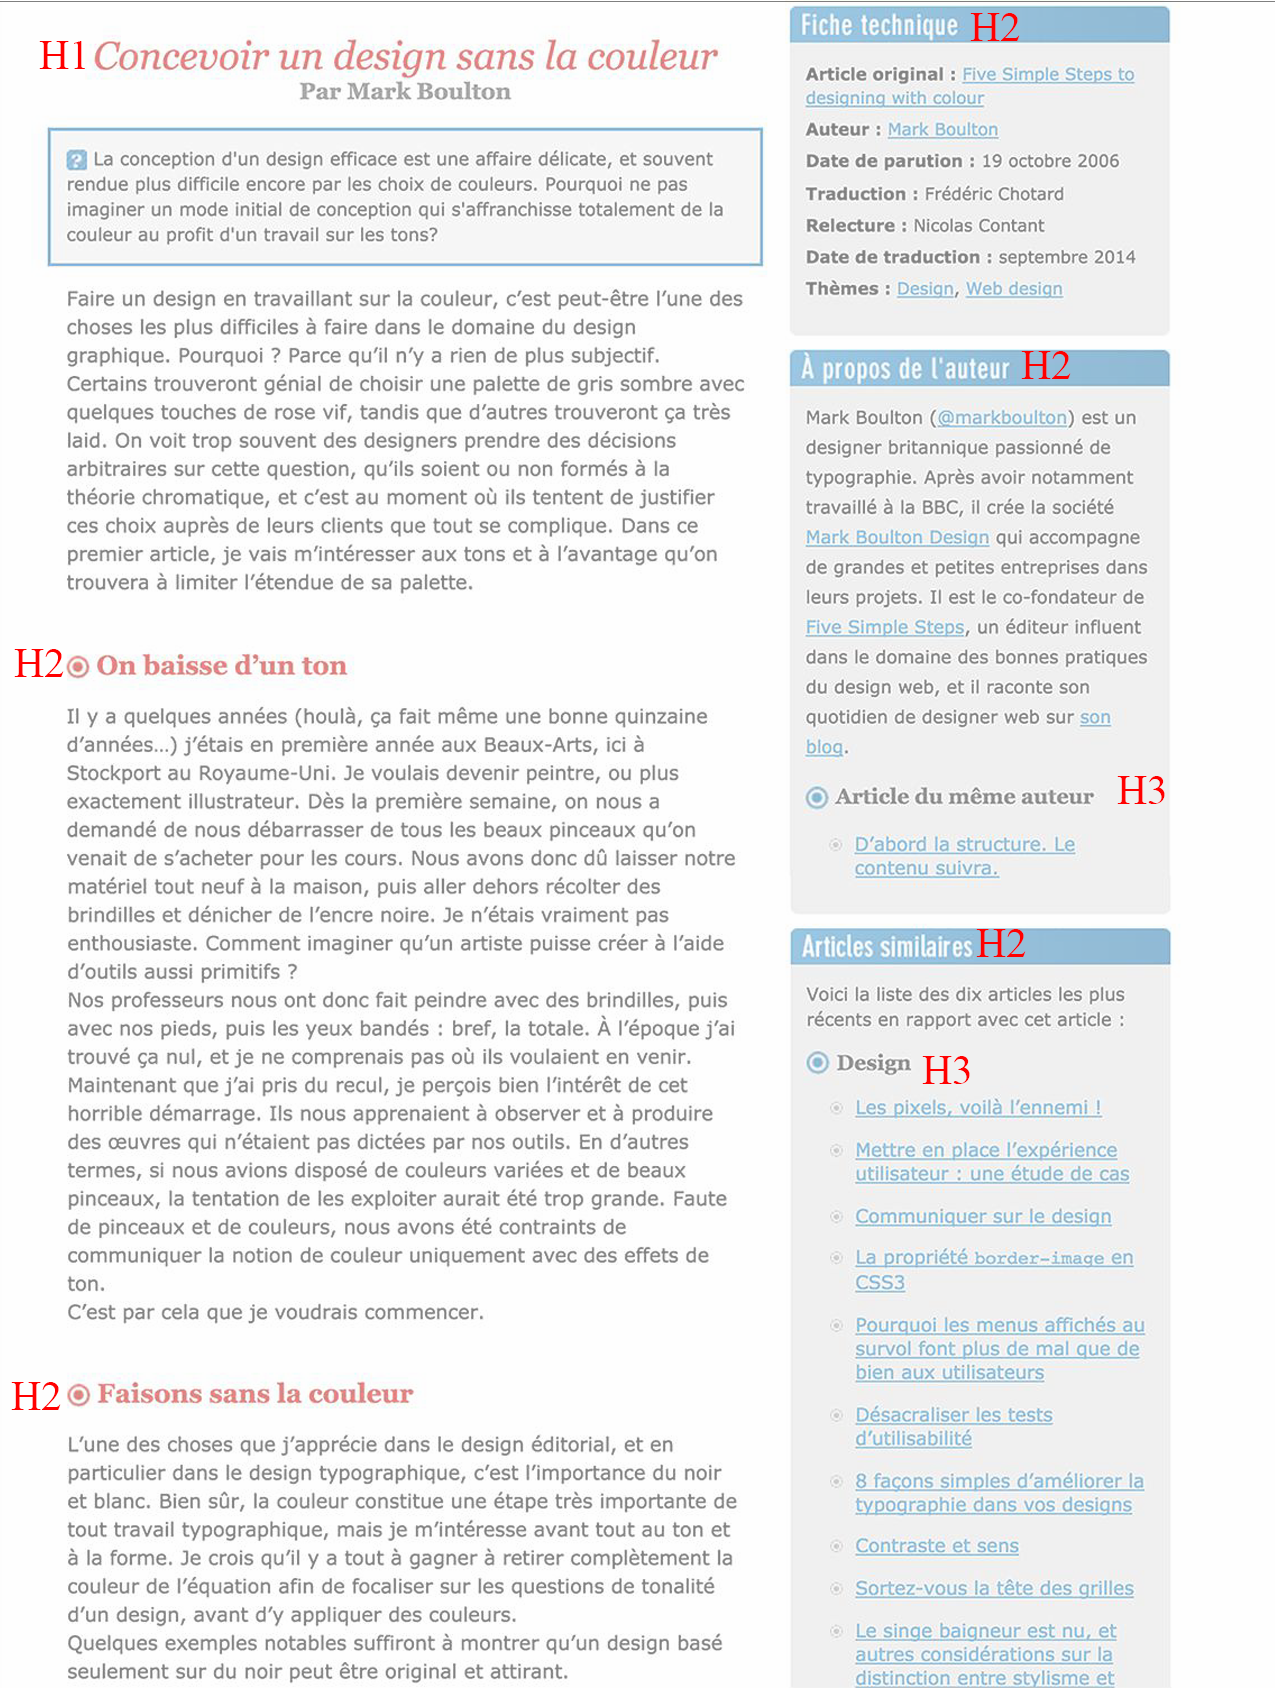 H1 Concevoir un design sans la couleur
Par Mark Boulton
La conception d'un design efficace est une affaire délicate, et souvent
rendue plus difficile encore par les choix de couleurs. Pourquoi ne pas
imaginer un mode initial de conception qui s'affranchisse totalement de la
couleur au profit d'un travail sur les tons?
Faire un design en travaillant sur la couleur, c’est peut-être l’une des
choses les plus difficiles à faire dans le domaine du design
graphique. Pourquoi ? Parce qu’il n’y a rien de plus subjectif.
Certains trouveront génial de choisir une palette de gris sombre avec
quelques touches de rose vif, tandis que d’autres trouveront ça très
laid. On voit trop souvent des designers prendre des décisions
arbitraires sur cette question, qu’ils soient ou non formés à la
théorie chromatique, et c’est au moment où ils tentent de justifier
ces choix auprès de leurs clients que tout se complique. Dans ce
premier article, je vais m’intéresser aux tons et à l’avantage qu’on
trouvera à limiter l’étendue de sa palette.
H2 On baisse d’un ton
Il y a quelques années (houlà, ça fait même une bonne quinzaine
d’années…) j’étais en première année aux Beaux-Arts, ici à
Stockport au Royaume-Uni. Je voulais devenir peintre, ou plus
exactement illustrateur. Dès la première semaine, on nous a
demandé de nous débarrasser de tous les beaux pinceaux qu’on
venait de s’acheter pour les cours. Nous avons donc dû laisser notre
matériel tout neuf à la maison, puis aller dehors récolter des
brindilles et dénicher de l’encre noire. Je n’étais vraiment pas
enthousiaste. Comment imaginer qu’un artiste puisse créer à l’aide
d’outils aussi primitifs ?
Nos professeurs nous ont donc fait peindre avec des brindilles, puis
avec nos pieds, puis les yeux bandés : bref, la totale. À l’époque j’ai
trouvé ça nul, et je ne comprenais pas où ils voulaient en venir.
Maintenant que j’ai pris du recul, je perçois bien l’intérêt de cet
horrible démarrage. Ils nous apprenaient à observer et à produire
des œuvres qui n’étaient pas dictées par nos outils. En d’autres
termes, si nous avions disposé de couleurs variées et de beaux
pinceaux, la tentation de les exploiter aurait été trop grande. Faute
de pinceaux et de couleurs, nous avons été contraints de
communiquer la notion de couleur uniquement avec des effets de
ton.
C’est par cela que je voudrais commencer.
H2 Faisons sans la couleur
L’une des choses que j’apprécie dans le design éditorial, et en
particulier dans le design typographique, c’est l’importance du noir
et blanc. Bien sûr, la couleur constitue une étape très importante de
tout travail typographique, mais je m’intéresse avant tout au ton et
à la forme. Je crois qu’il y a tout à gagner à retirer complètement la
couleur de l’équation afin de focaliser sur les questions de tonalité
d’un design, avant d’y appliquer des couleurs.
Quelques exemples notables suffiront à montrer qu’un design basé
seulement sur du noir peut être original et attirant.
Fiche technique H2
Article original : Five Simple Steps to
designing with colour
Auteur : Mark Boulton
Date de parution : 19 octobre 2006
Traduction : Frédéric Chotard
Relecture : Nicolas Contant
Date de traduction : septembre 2014
Thèmes : Design, Web design
À propos de l'auteur H2
Mark Boulton (@markboulton) est un
designer britannique passionné de
typographie. Après avoir notamment
travaillé à la BBC, il crée la société
Mark Boulton Design qui accompagne
de grandes et petites entreprises dans
leurs projets. Il est le co-fondateur de
Five Simple Steps, un éditeur influent
dans le domaine des bonnes pratiques
du design web, et il raconte son
quotidien de designer web sur son
blog.
Article du même auteur H3
D’abord la structure. Le
contenu suivra.
Articles similaires H2
Voici la liste des dix articles les plus
récents en rapport avec cet article :
Design H3
Les pixels, voilà l’ennemi !
Mettre en place l’expérience
utilisateur : une étude de cas
Communiquer sur le design
La propriété border-image en
CSS3
Pourquoi les menus affichés au
survol font plus de mal que de
bien aux utilisateurs
Désacraliser les tests
d’utilisabilité
8 façons simples d’améliorer la
typographie dans vos designs
Contraste et sens
Sortez-vous la tête des grilles
Le singe baigneur est nu, et
autres considérations sur la
distinction entre stylisme et